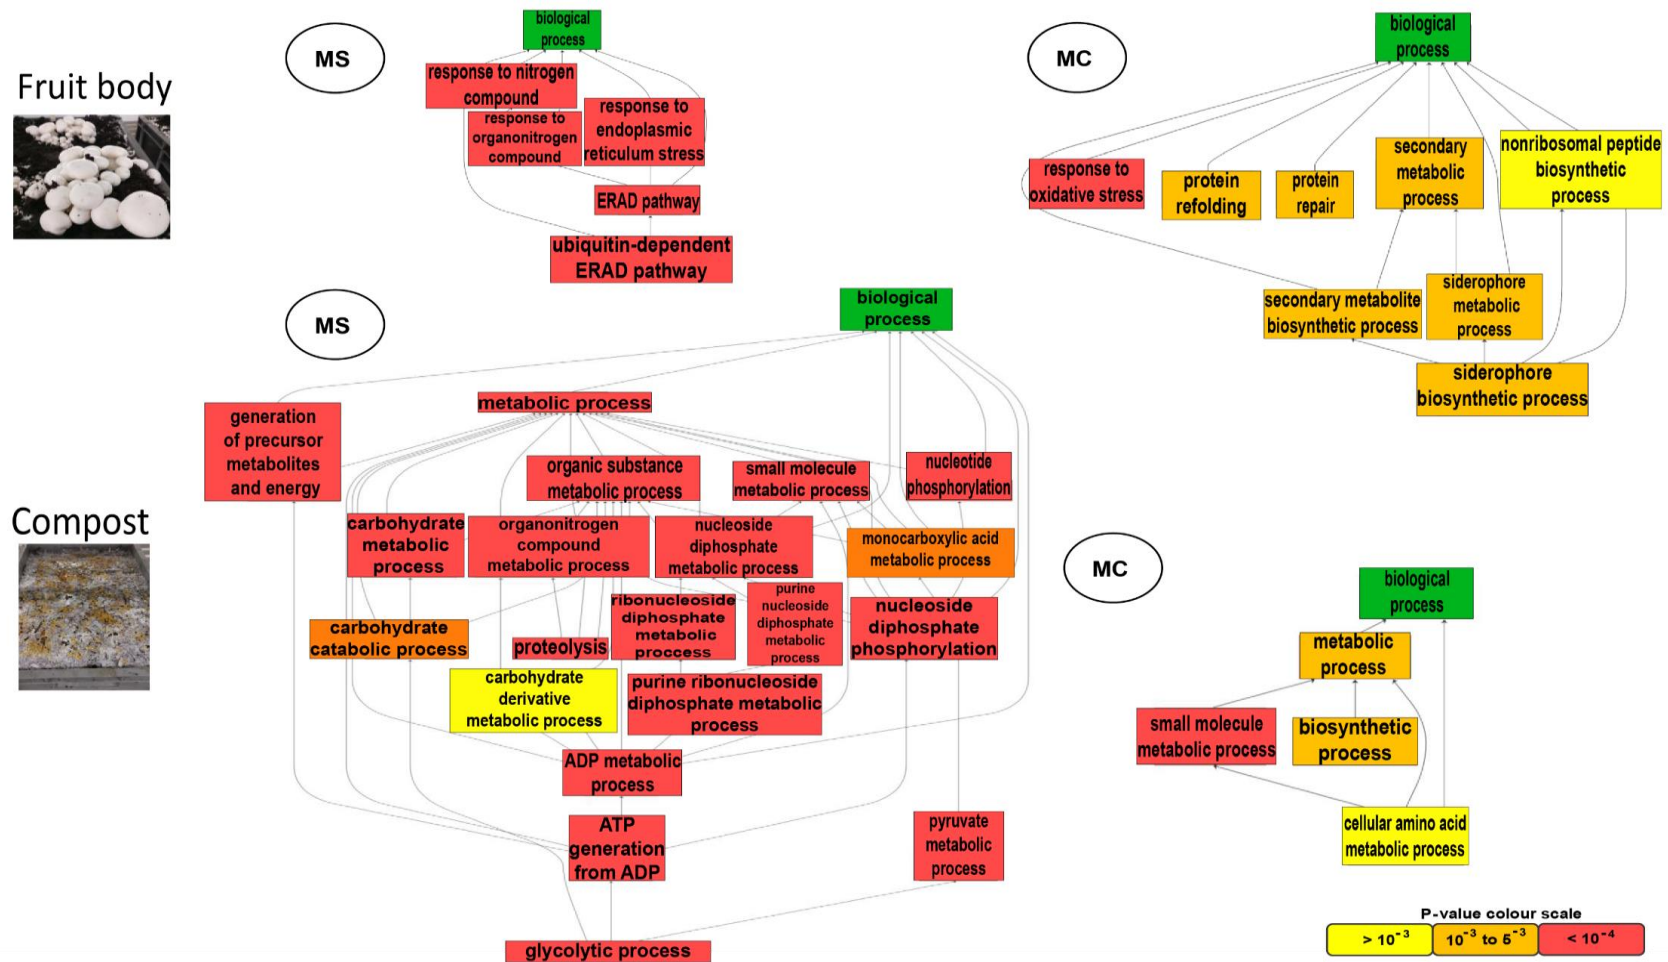 Fruit body
MS
biological
process
response to nitrogen
compound
response to
organonitrogen
compound
response to
endoplasmic
reticulum stress
ERAD pathway
ubiquitin-dependent
ERAD pathway
MC
biological
process
response to
oxidative stress
protein
refolding
protein
repair
secondary
metabolic
process
nonribosomal peptide
biosynthetic
process
secondary metabolite
biosynthetic process
siderophore
metabolic
process
siderophore
biosynthetic process
Compost
MS
biological
process
generation
of precursor
metabolites
and energy
metabolic process
organic substance
metabolic process
small molecule
metabolic process
nucleotide
phosphorylation
carbohydrate
metabolic
process
organonitrogen
compound
metabolic process
nucleoside
diphosphate
metabolic process
monocarboxylic acid
metabolic process
carbohydrate
catabolic process
proteolysis
ribonucleoside
diphosphate
metabolic
proccess
purine
nucleoside
diphosphate
metabolic
process
nucleoside
diphosphate
phosphorylation
carbohydrate
derivative
metabolic process
purine ribonucleoside
diphosphate metabolic
process
ADP metabolic
process
ATP
generation
from ADP
pyruvate
metabolic
process
glycolytic process
MC
biological
process
metabolic
process
small molecule
metabolic process
biosynthetic
process
cellular amino acid
metabolic process
P-value colour scale
> 10⁻³
10⁻³ to 5⁻³
< 10⁻⁴